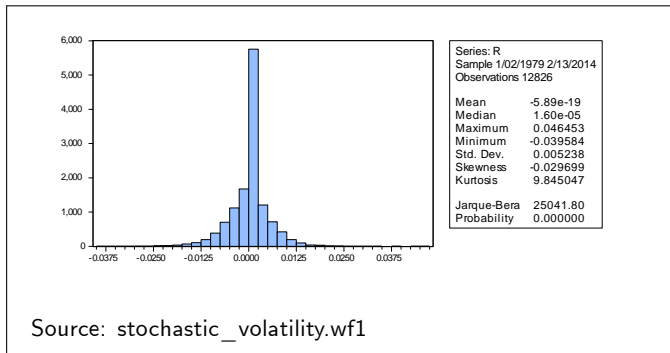 6,000
5,000
4,000
3,000
2,000
1,000
0
-0.0375 -0.0250 -0.0125 0.0000 0.0125 0.0250 0.0375
Series: R
Sample 1/02/1979 2/13/2014
Observations 12826
Mean -5.89e-19
Median 1.60e-05
Maximum 0.046453
Minimum -0.039584
Std. Dev. 0.005238
Skewness -0.029699
Kurtosis 9.845047
Jarque-Bera 25041.80
Probability 0.000000
Source: stochastic_volatility.wf1